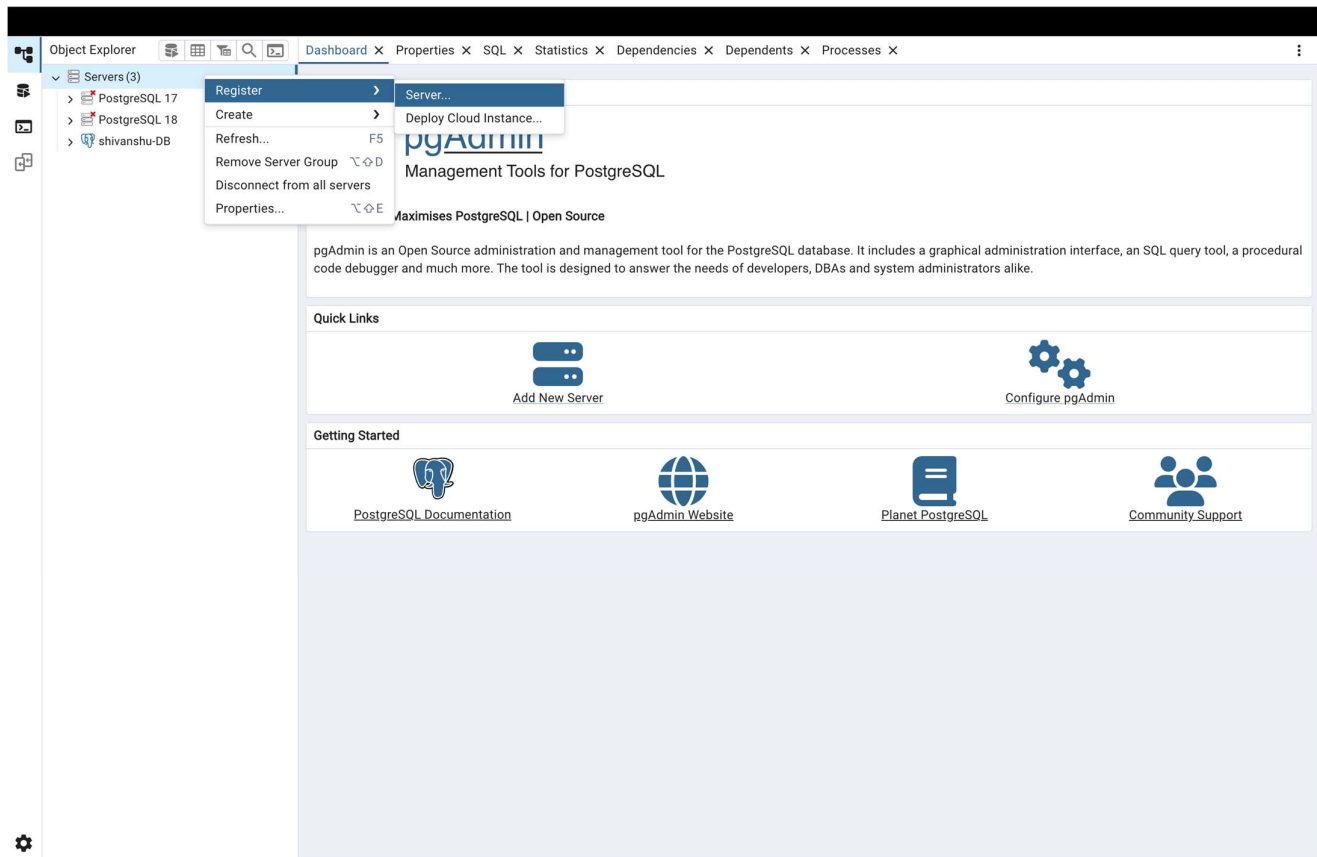 Object Explorer
Dashboard Properties SQL Statistics Dependencies Dependents Processes
Servers (3)
PostgreSQL 17
PostgreSQL 18
shivanshu-DB
Register
Create
Refresh... F5
Remove Server Group ⌥⇧D
Disconnect from all servers
Properties... ⌥⇧E
Server...
Deploy Cloud Instance...
pgAdmin
Management Tools for PostgreSQL
Maximises PostgreSQL | Open Source
pgAdmin is an Open Source administration and management tool for the PostgreSQL database. It includes a graphical administration interface, an SQL query tool, a procedural
code debugger and much more. The tool is designed to answer the needs of developers, DBAs and system administrators alike.
Quick Links
Add New Server
Configure pgAdmin
Getting Started
PostgreSQL Documentation
pgAdmin Website
Planet PostgreSQL
Community Support